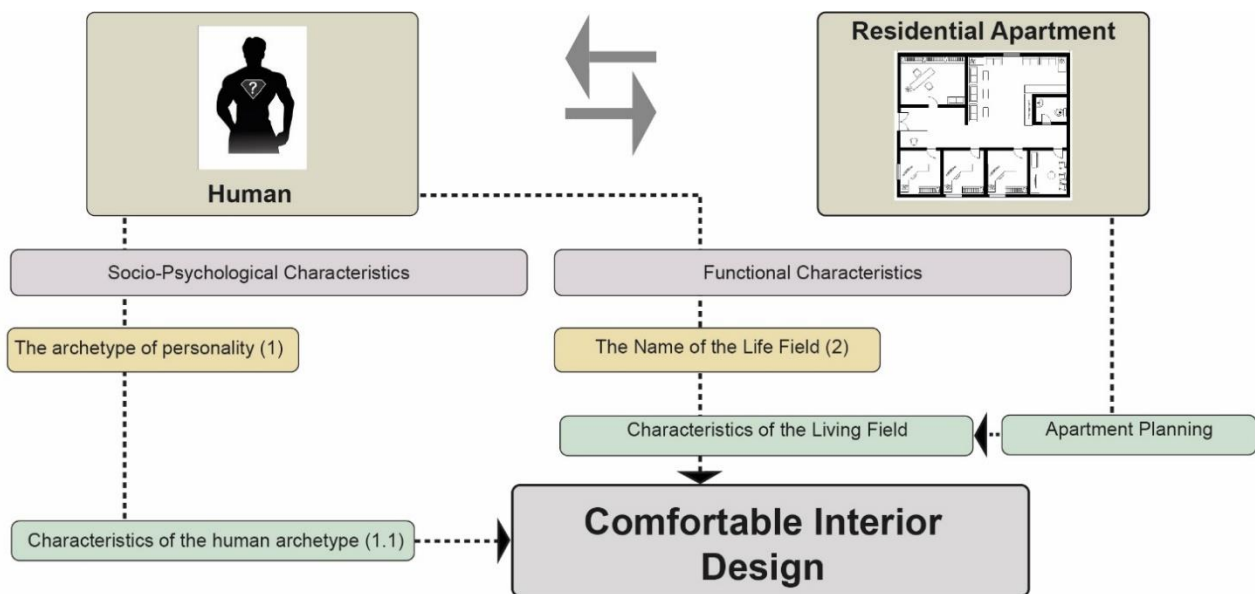 Residential Apartment
?
Human
Socio-Psychological Characteristics
Functional Characteristics
The archetype of personality (1)
The Name of the Life Field (2)
Characteristics of the Living Field
Apartment Planning
Comfortable Interior
Design
Characteristics of the human archetype (1.1)